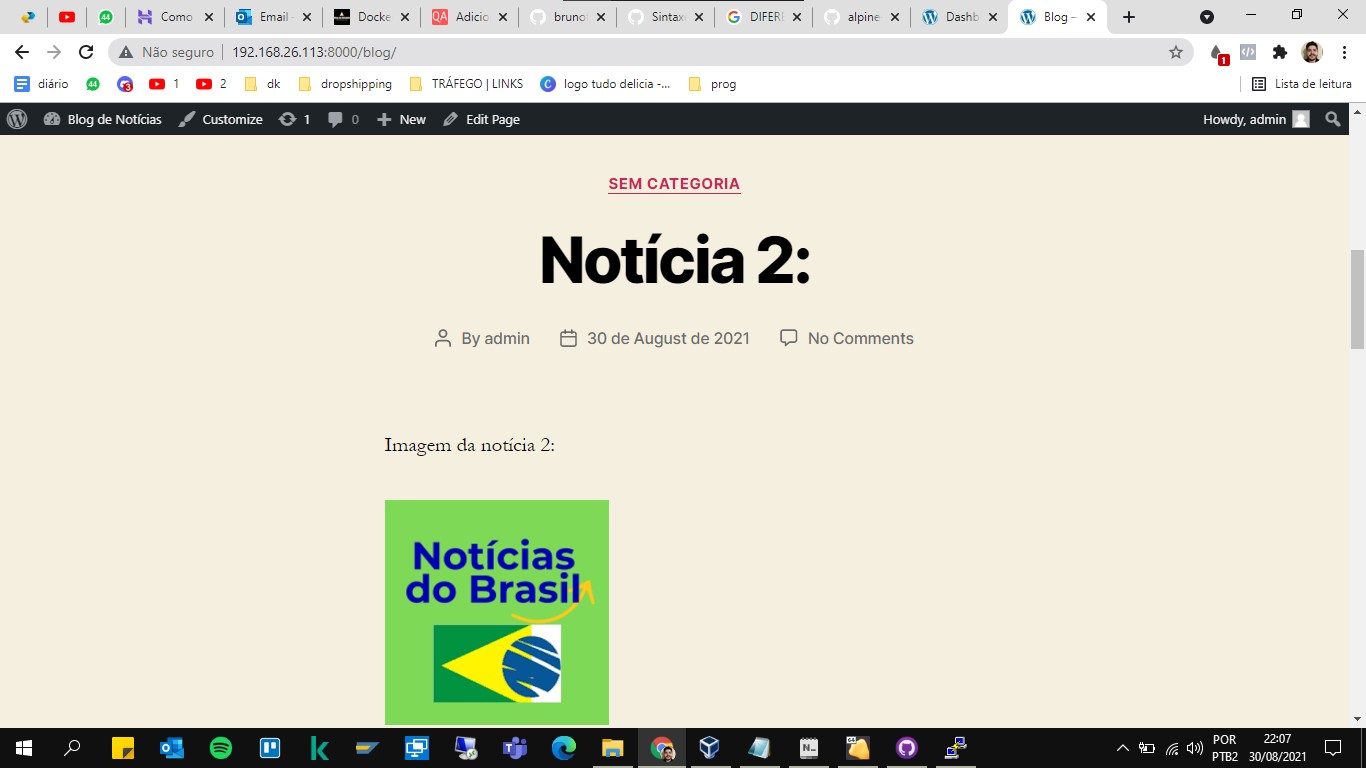 Como
Email
Docke
QA Adicio
bruno
Sintax
DIFERE
alpine
Dashb
Blog –
Não seguro 192.168.26.113:8000/blog/
1
diário 44 3 1 2 dk dropshipping TRÁFEGO | LINKS logo tudo delicia -... prog Lista de leitura
Blog de Notícias Customize 1 0 New Edit Page Howdy, admin
SEM CATEGORIA
Notícia 2:
By admin 30 de August de 2021 No Comments
Imagem da notícia 2:
Notícias
do Brasil
POR 22:07
PTB2 30/08/2021